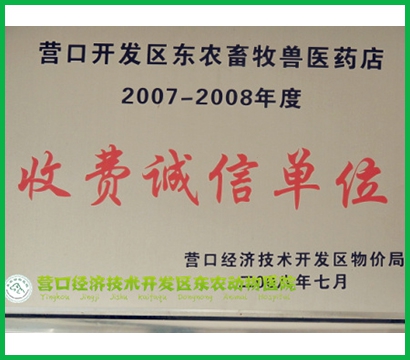 营口开发区东农畜牧兽医药店
2007-2008年度
收费诚信单位
营口经济技术开发区物价局
年七月
营口经济技术开发区东农动物医院